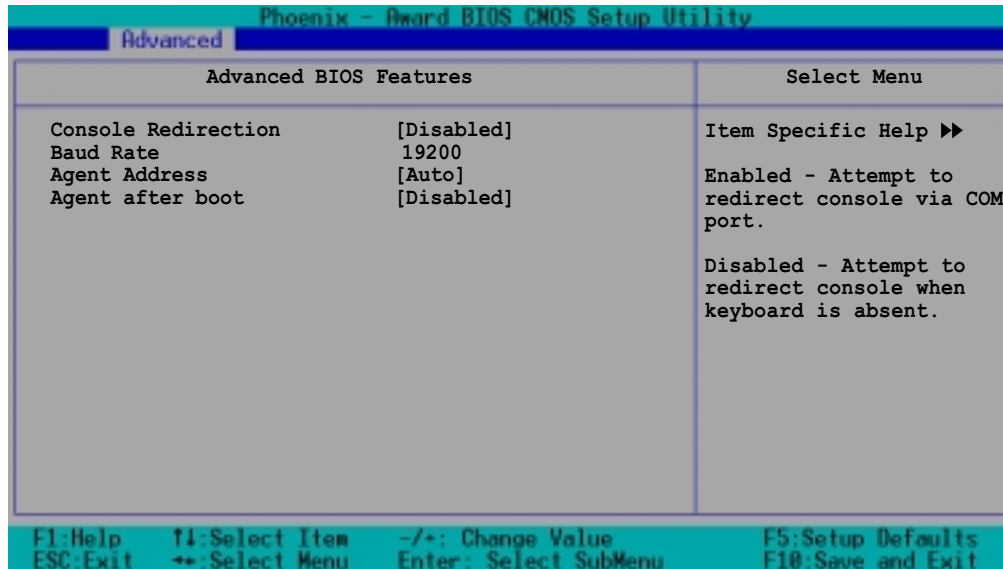 Phoenix - Award BIOS CMOS Setup Utility
Advanced
Advanced BIOS Features
Select Menu
Console Redirection [Disabled]
Baud Rate 19200
Agent Address [Auto]
Agent after boot [Disabled]
Item Specific Help ▶▶
Enabled - Attempt to
redirect console via COM
port.
Disabled - Attempt to
redirect console when
keyboard is absent.
F1:Help ↑↓:Select Item -/+: Change Value F5:Setup Defaults
ESC:Exit ←→:Select Menu Enter: Select SubMenu F10:Save and Exit